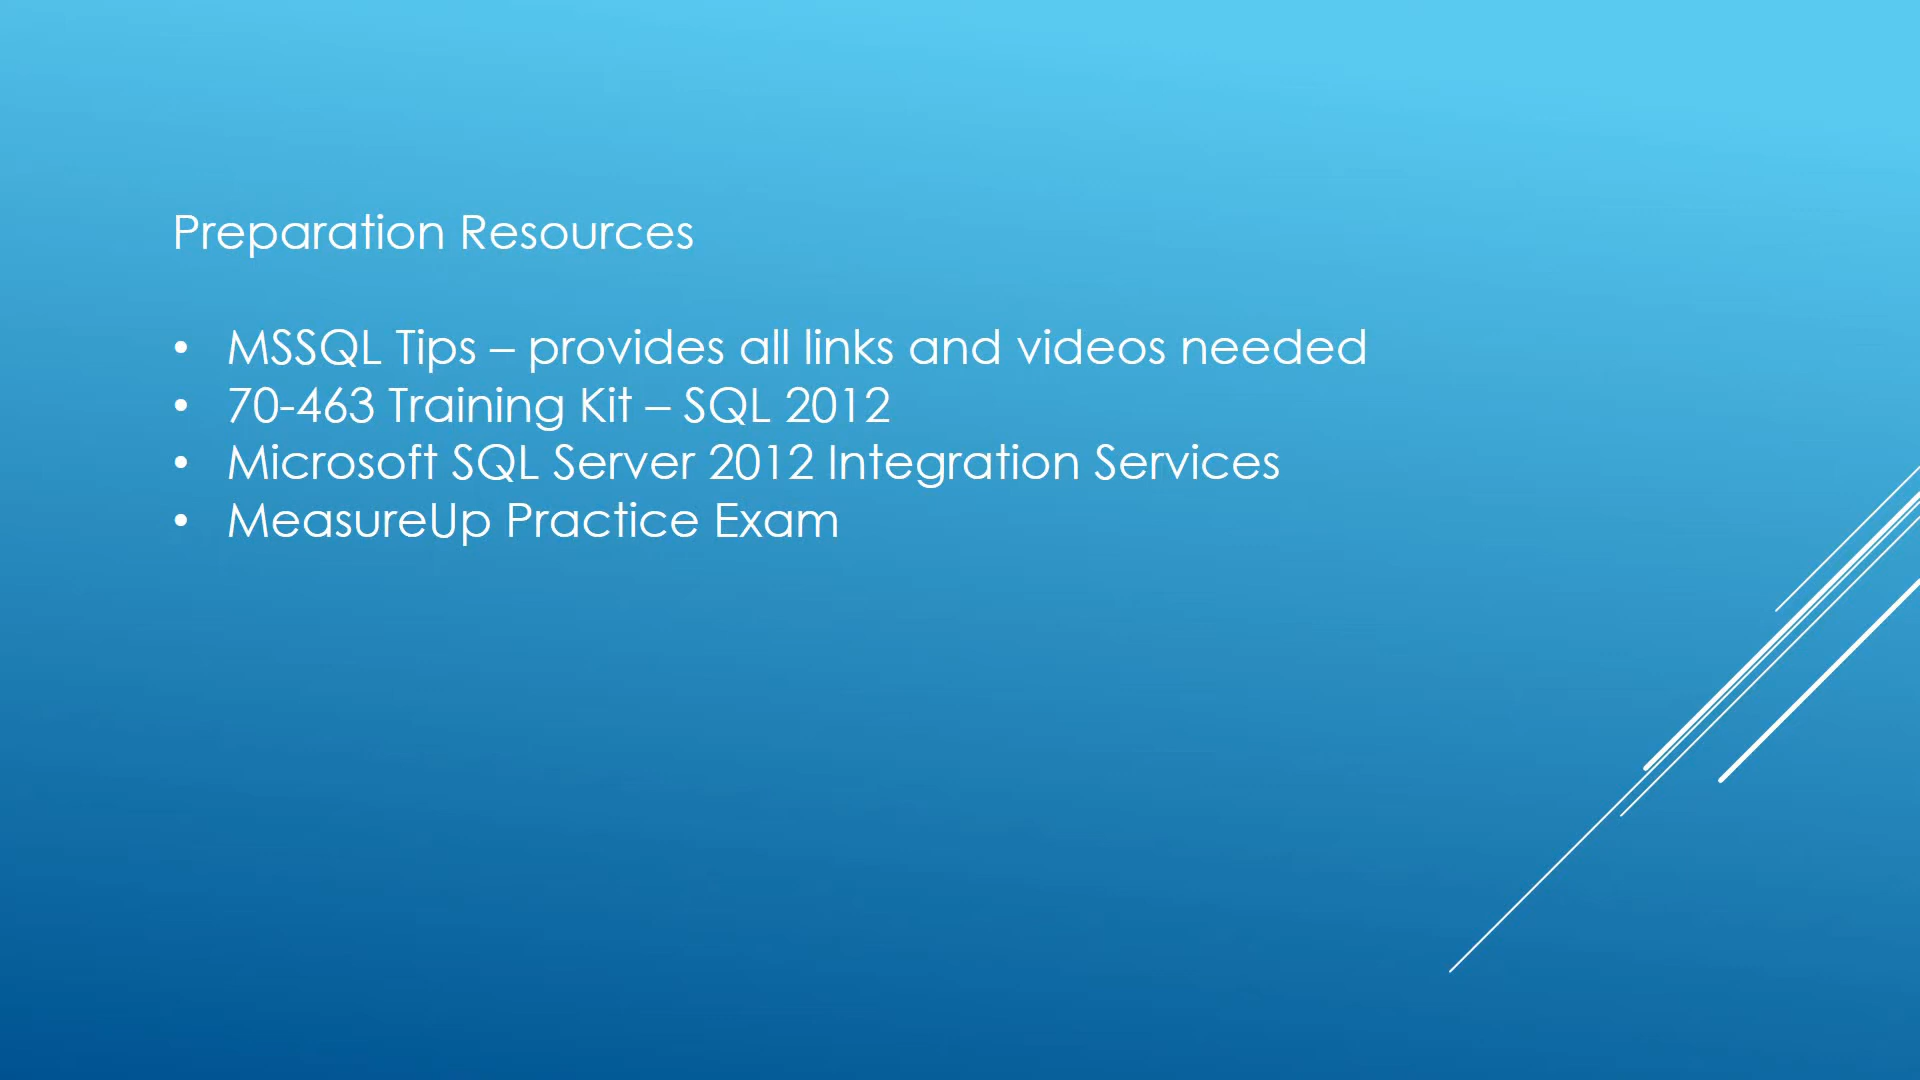 Preparation Resources
• MSSQL Tips – provides all links and videos needed
• 70-463 Training Kit – SQL 2012
• Microsoft SQL Server 2012 Integration Services
• MeasureUp Practice Exam